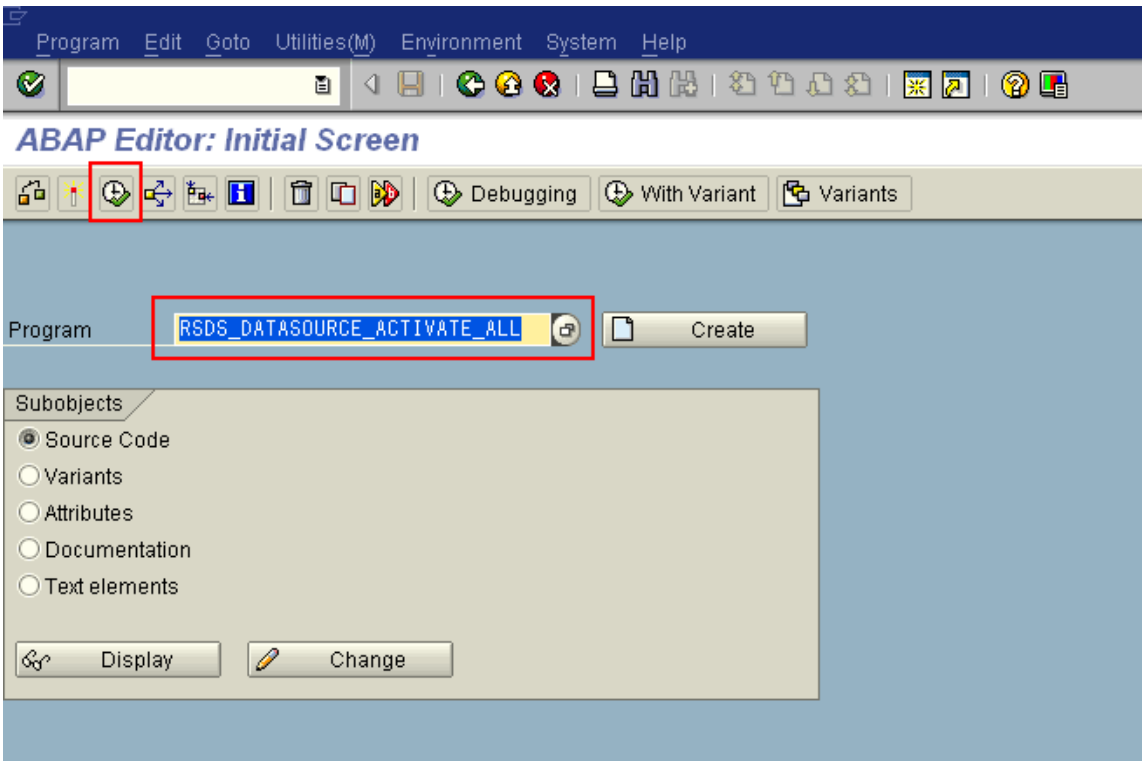 Program Edit Goto Utilities(M) Environment System Help
ABAP Editor: Initial Screen
Debugging With Variant Variants
Program RSDS_DATASOURCE_ACTIVATE_ALL Create
Subobjects
Source Code
Variants
Attributes
Documentation
Text elements
Display Change